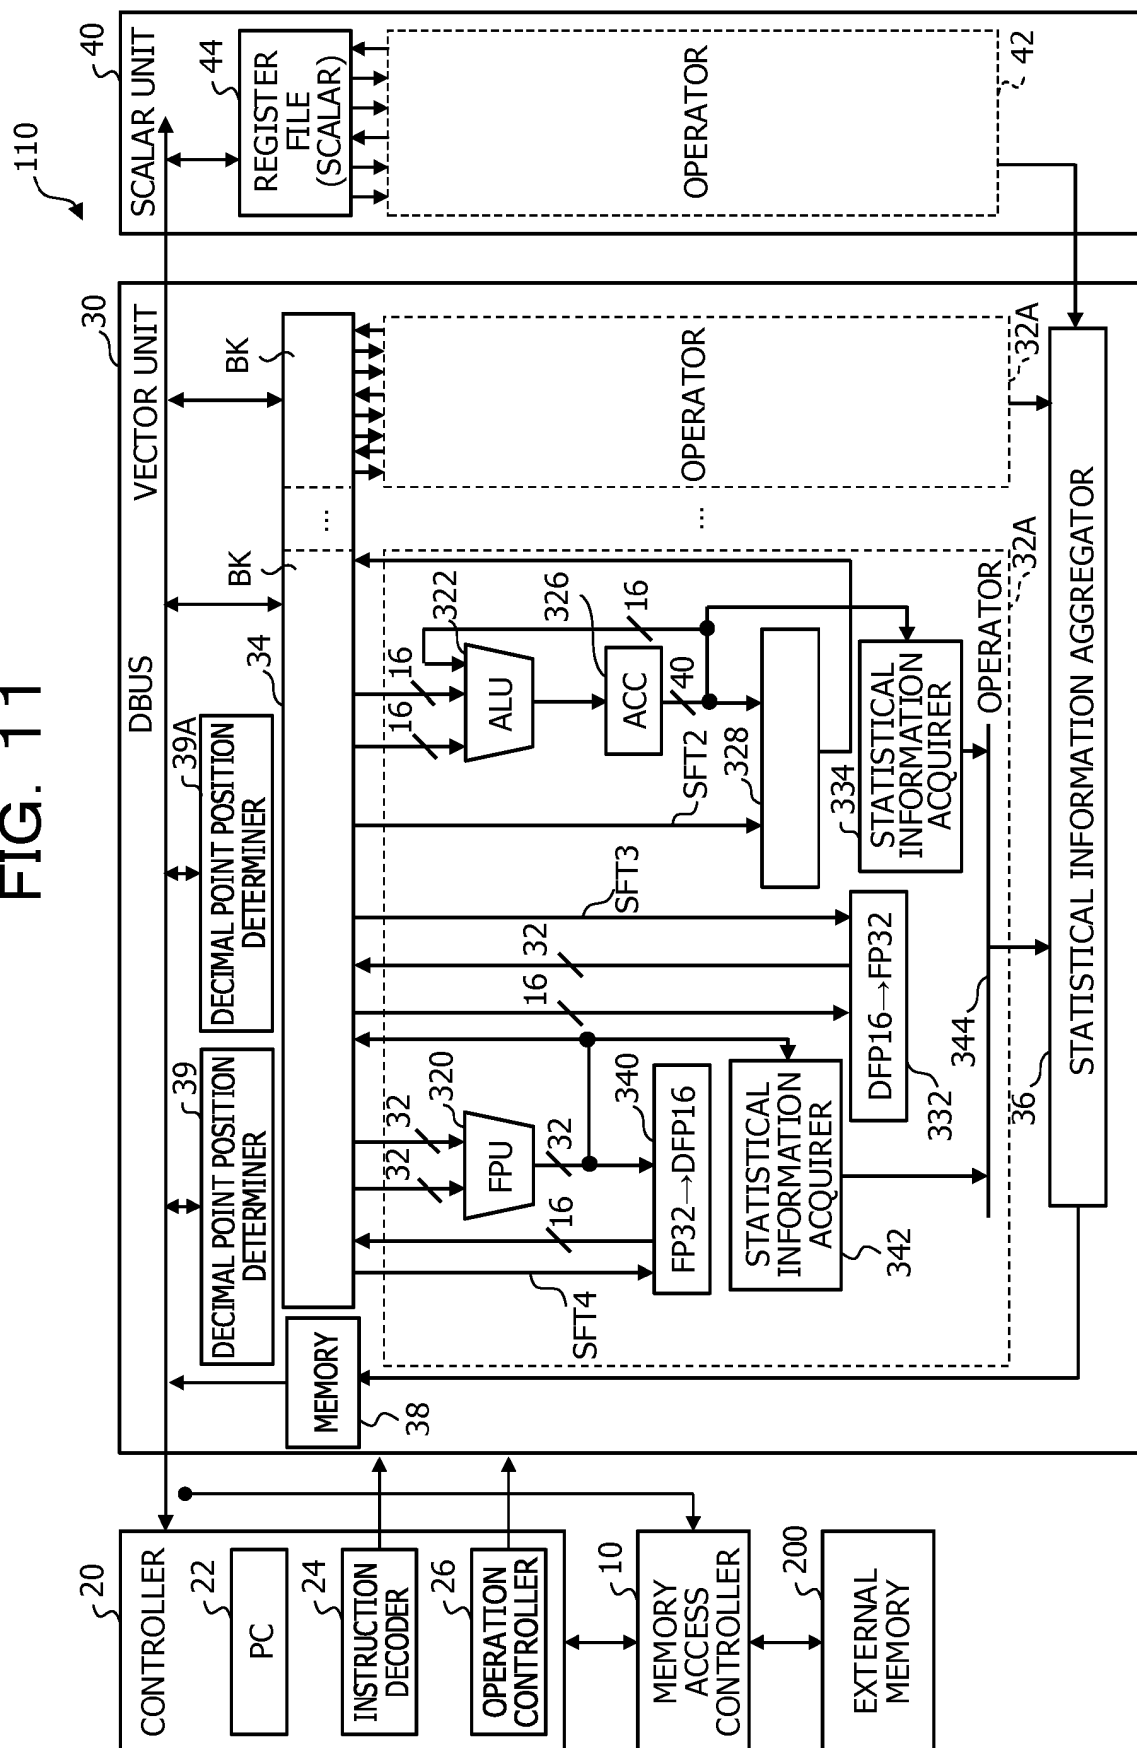 FIG. 11
110
20
CONTROLLER
22
PC
24
INSTRUCTION
DECODER
26
OPERATION
CONTROLLER
10
MEMORY
ACCESS
CONTROLLER
200
EXTERNAL
MEMORY
30
VECTOR UNIT
DBUS
39
DECIMAL POINT POSITION
DETERMINER
39A
DECIMAL POINT POSITION
DETERMINER
34
BK
...
BK
MEMORY
38
SFT4
16
32
32
320
FPU
32
340
FP32→DFP16
STATISTICAL
INFORMATION
ACQUIRER
342
16
32
SFT3
DFP16→FP32
332
344
SFT2
16
16
322
ALU
326
ACC
16
40
328
334
STATISTICAL
INFORMATION
ACQUIRER
OPERATOR
32A
...
OPERATOR
32A
36
STATISTICAL INFORMATION AGGREGATOR
40
SCALAR UNIT
44
REGISTER
FILE
(SCALAR)
OPERATOR
42